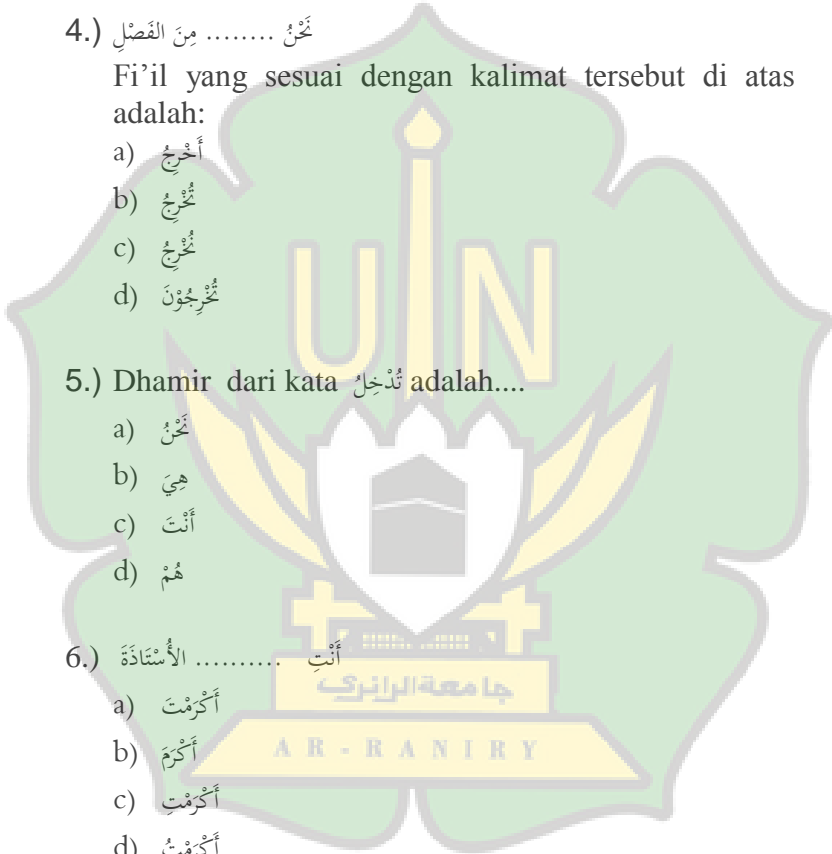 4.) نَحْنُ ........ مِنَ الفَصْلِ
Fi’il yang sesuai dengan kalimat tersebut di atas
adalah:
a) أَخْرِجُ
b) تُخْرِجُ
c) نُخْرِجُ
d) تُخْرِجُوْنَ
5.) Dhamir dari kata تُدْخِلُ adalah....
a) نَحْنُ
b) هِيَ
c) أَنْتَ
d) هُمْ
6.) أَنْتِ .......... الأُسْتَاذَةَ
a) أَكْرَمْتَ
b) أَكْرَمَ
c) أَكْرَمْتِ
d) أَكْرَمْتُ
UIN
جامعة الرانري
AR-RANIRY